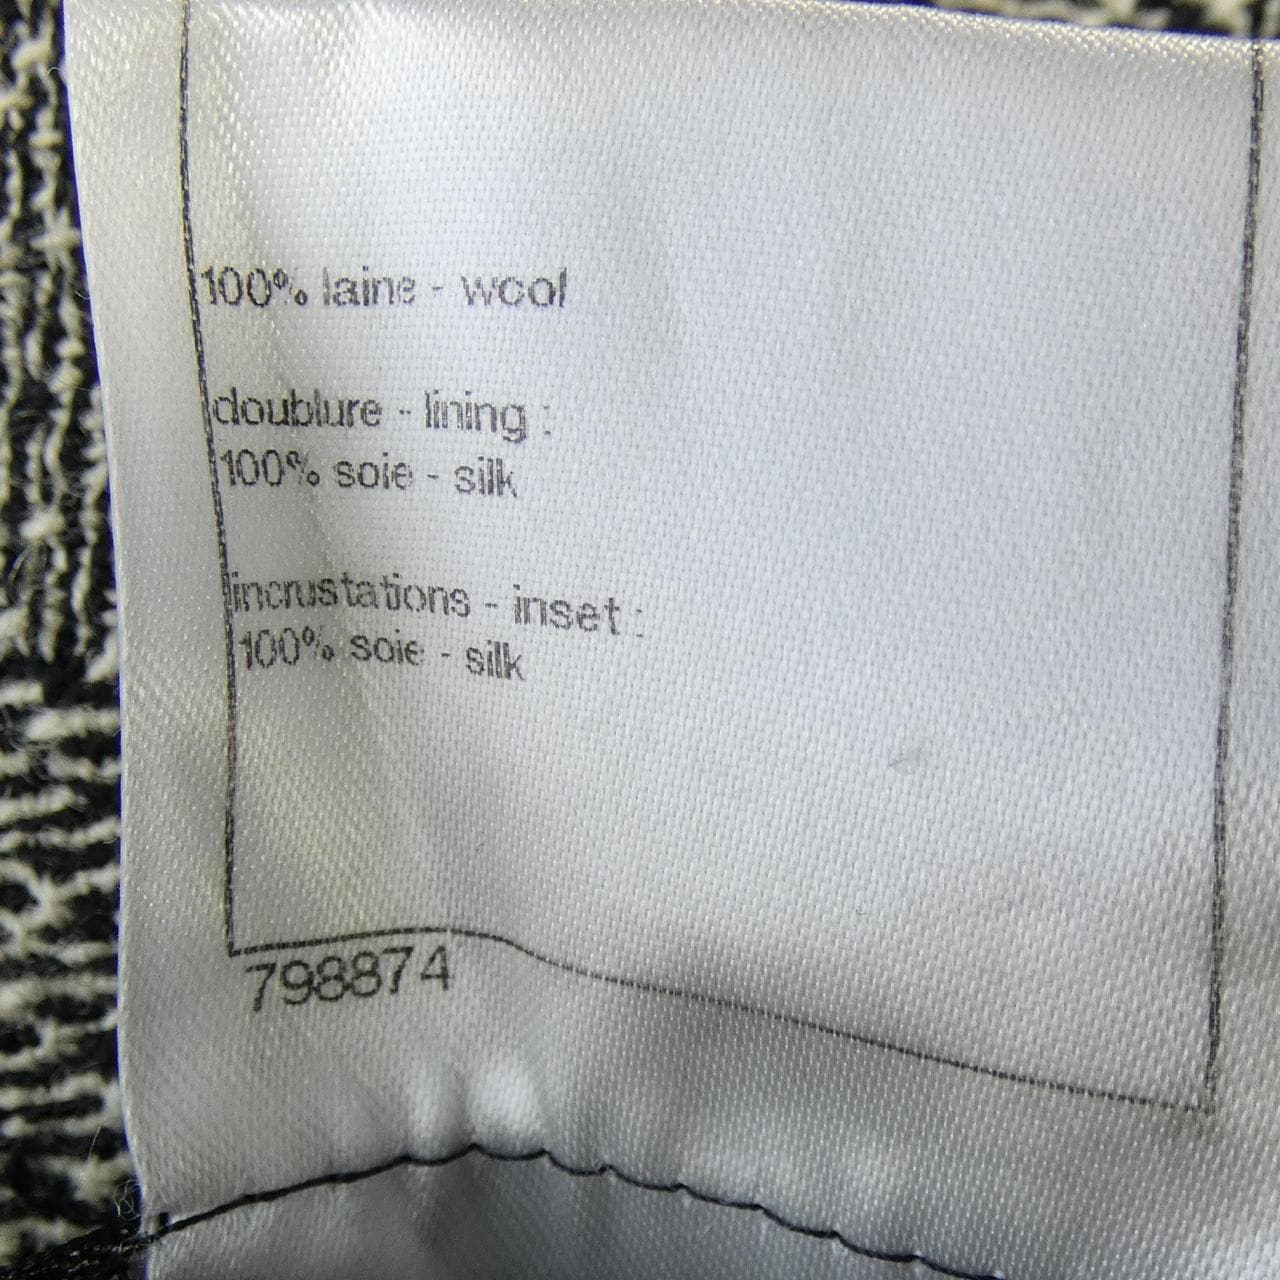 100% laine - wool
doublure - lining :
100% soie - silk
incrustations - inset :
100% soie - silk
798874